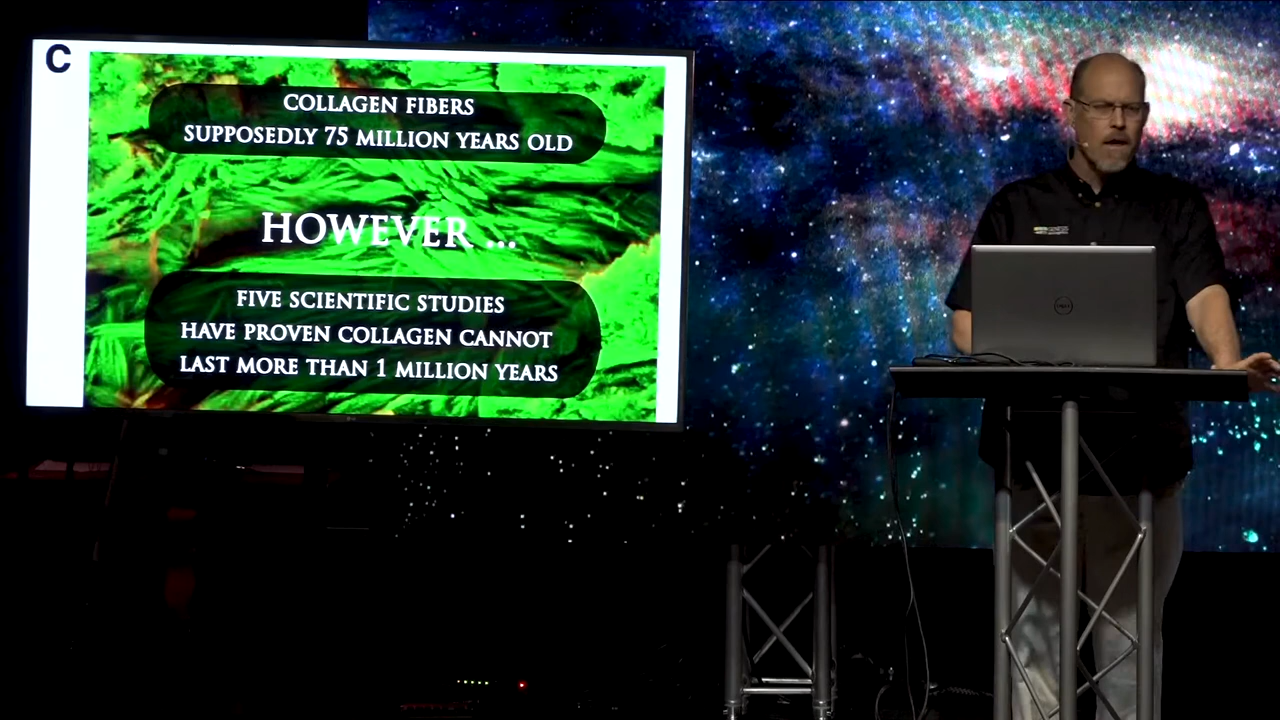 C
COLLAGEN FIBERS
SUPPOSEDLY 75 MILLION YEARS OLD
HOWEVER ...
FIVE SCIENTIFIC STUDIES
HAVE PROVEN COLLAGEN CANNOT
LAST MORE THAN 1 MILLION YEARS
DELL